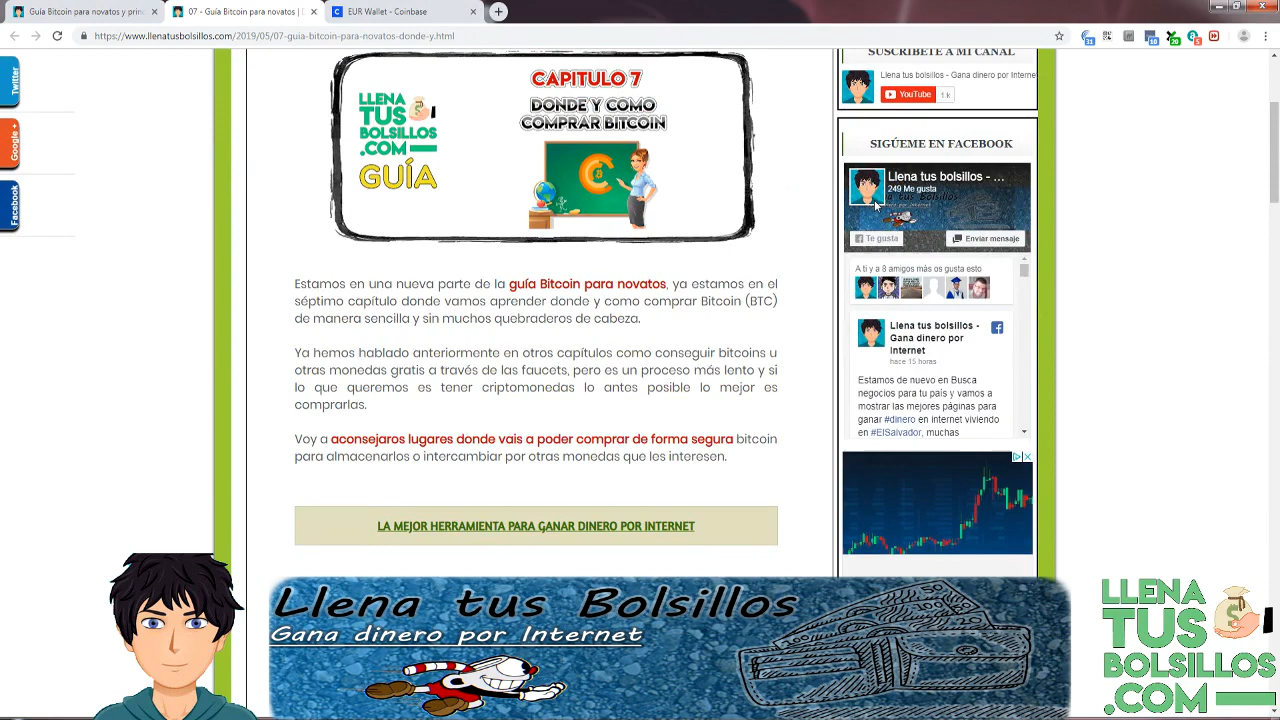 Guía Bitcoin para novatos y princ
07 - Guía Bitcoin para novatos | D
EUR Wallet - Coinbase
https://www.llenatusbolsillos.com/2019/05/07-guia-bitcoin-para-novatos-donde-y.html
31
10
20
5
Twitter
Google +
Facebook
CAPITULO 7
DONDE Y COMO
COMPRAR BITCOIN
LLENA
TUS
BOLSILLOS
.COM
GUÍA
Estamos en una nueva parte de la guía Bitcoin para novatos, ya estamos en el
séptimo capítulo donde vamos aprender donde y como comprar Bitcoin (BTC)
de manera sencilla y sin muchos quebraderos de cabeza.
Ya hemos hablado anteriormente en otros capítulos como conseguir bitcoins u
otras monedas gratis a través de las faucets, pero es un proceso más lento y si
lo que queremos es tener criptomonedas lo antes posible lo mejor es
comprarlas.
Voy a aconsejaros lugares donde vais a poder comprar de forma segura bitcoin
para almacenarlos o intercambiar por otras monedas que les interesen.
LA MEJOR HERRAMIENTA PARA GANAR DINERO POR INTERNET
SUSCRIBETE A MI CANAL
Llena tus bolsillos - Gana dinero por Interne
YouTube 1 k
SIGÚEME EN FACEBOOK
Llena tus bolsillos - ...
249 Me gusta
Te gusta
Enviar mensaje
A ti y a 8 amigos más os gusta esto
Llena tus bolsillos -
Gana dinero por
Internet
hace 15 horas
Estamos de nuevo en Busca
negocios para tu país y vamos a
mostrar las mejores páginas para
ganar #dinero en internet viviendo
en #ElSalvador, muchas
Llena tus Bolsillos
Gana dinero por Internet
LLENA
TUS
BOLSILLOS
.COM